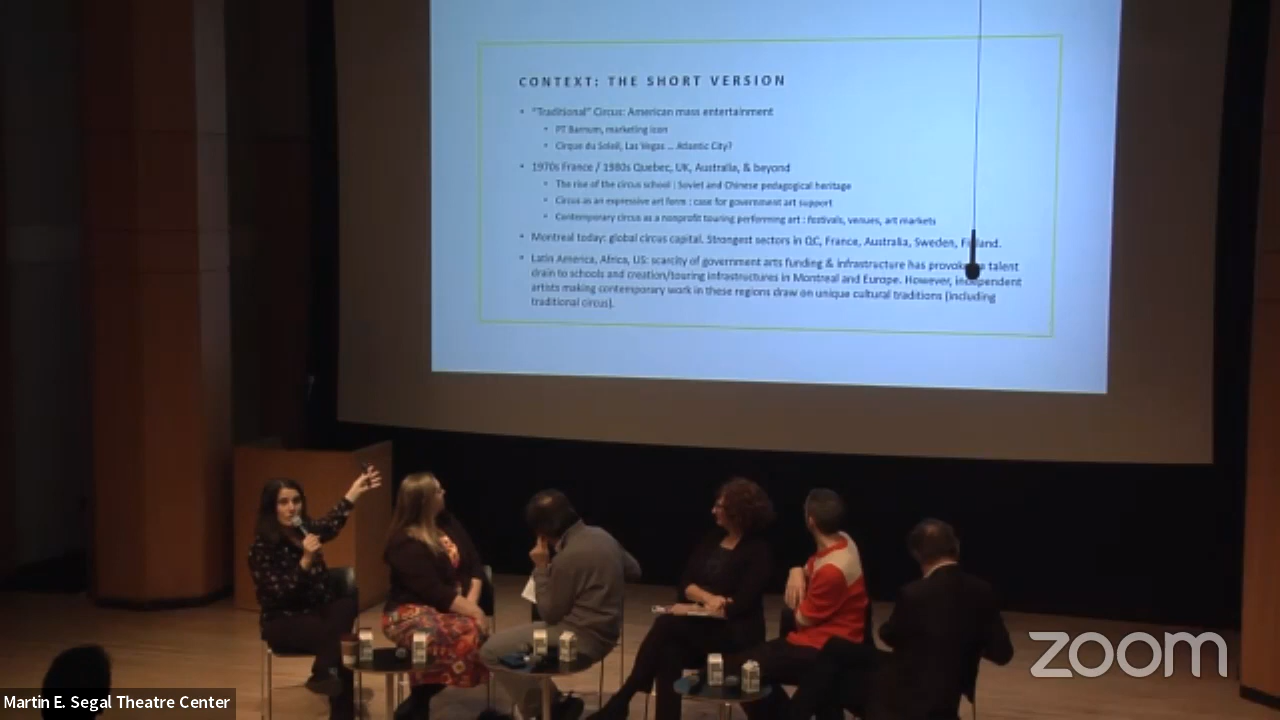 CONTEXT: THE SHORT VERSION
• "Traditional" Circus: American mass entertainment
• PT Barnum, marketing icon
• Cirque du Soleil, Las Vegas ... Atlantic City?
• 1970s France / 1980s Quebec, UK, Australia, & beyond
• The rise of the circus school : Soviet and Chinese pedagogical heritage
• Circus as an expressive art form : case for government art support
• Contemporary circus as a nonprofit touring performing art : festivals, venues, art markets
• Montreal today: global circus capital. Strongest sectors in QC, France, Australia, Sweden, Finland.
• Latin America, Africa, US: scarcity of government arts funding & infrastructure has talent
drain to schools and creation/touring infrastructures in Montreal and Europe. However, independent
artists making contemporary work in these regions draw on unique cultural traditions (including
traditional circus).
zoom
Martin E. Segal Theatre Center